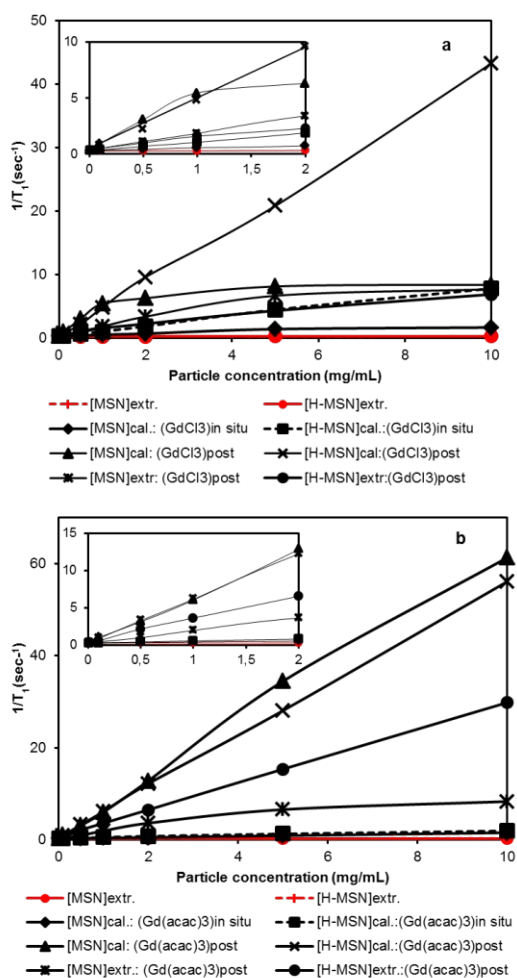 a
1/T1(sec-1)
50
40
30
20
10
0
0 2 4 6 8 10
10
5
0
0 0,5 1 1,5 2
Particle concentration (mg/mL)
[MSN]extr. [H-MSN]extr.
[MSN]cal.: (GdCl3)in situ [H-MSN]cal.:(GdCl3)in situ
[MSN]cal: (GdCl3)post [H-MSN]cal.:(GdCl3)post
[MSN]extr: (GdCl3)post [H-MSN]extr:(GdCl3)post
b
1/T1(sec-1)
60
40
20
0
0 2 4 6 8 10
15
10
5
0
0 0,5 1 1,5 2
Particle concentration (mg/mL)
[MSN]extr. [H-MSN]extr.
[MSN]cal.: (Gd(acac)3)in situ [H-MSN]cal.:(Gd(acac)3)in situ
[MSN]cal: (Gd(acac)3)post [H-MSN]cal.:(Gd(acac)3)post
[MSN]extr.: (Gd(acac)3)post [H-MSN]extr.:(Gd(acac)3)post